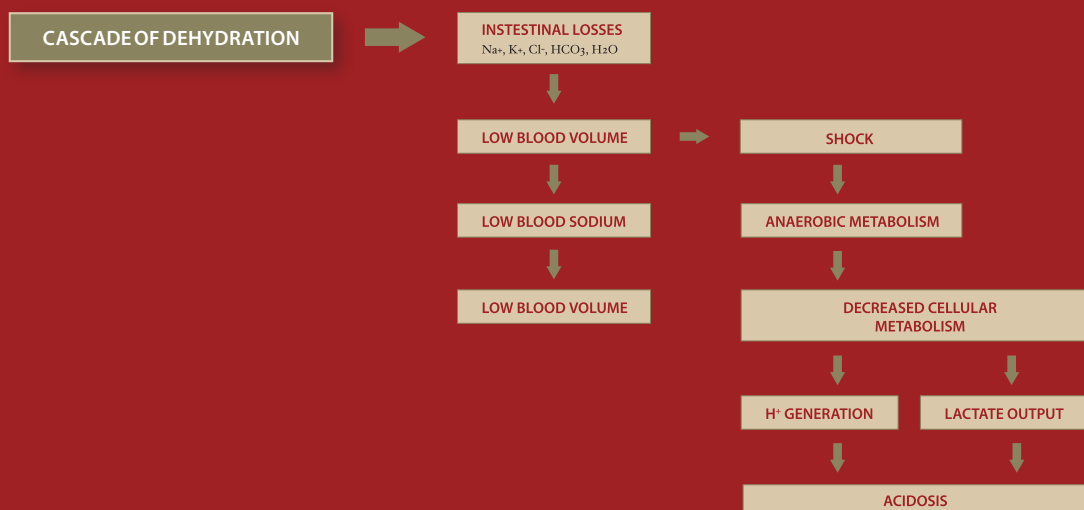 CASCADE OF DEHYDRATION
INSTESTINAL LOSSES
Na+, K+, Cl-, HCO3, H2O
LOW BLOOD VOLUME
SHOCK
LOW BLOOD SODIUM
ANAEROBIC METABOLISM
LOW BLOOD VOLUME
DECREASED CELLULAR
METABOLISM
H+ GENERATION
LACTATE OUTPUT
ACIDOSIS